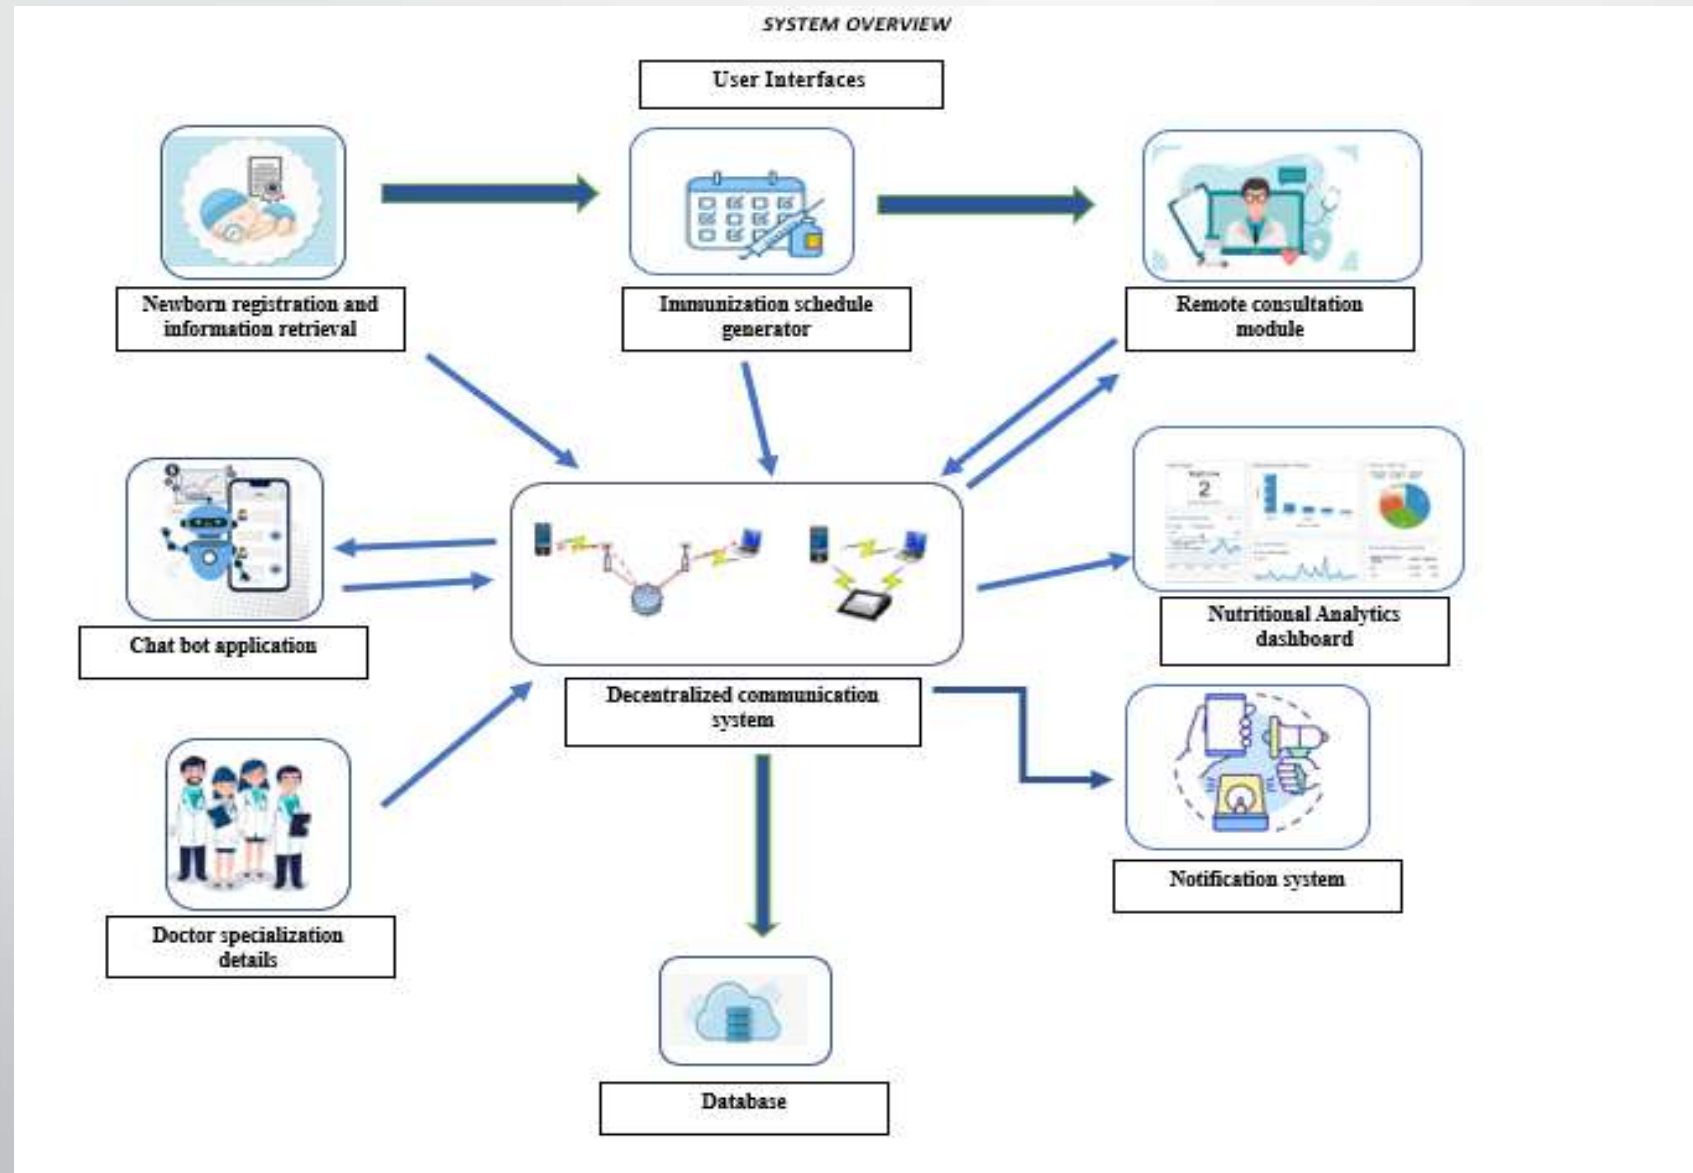 SYSTEM OVERVIEW
User Interfaces
Newborn registration and
information retrieval
Immunization schedule
generator
Remote consultation
module
Chat bot application
2
Nutritional Analytics
dashboard
Decentralized communication
system
Doctor specialization
details
Notification system
Database